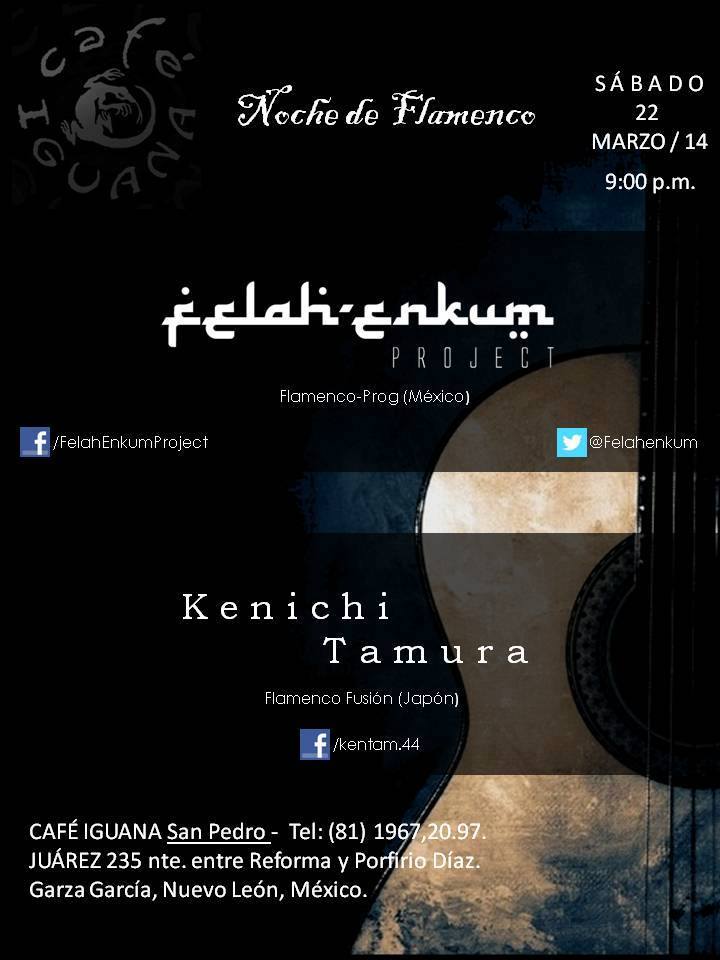 café
IGUANA
Noche de Flamenco
SÁBADO
22
MARZO / 14
9:00 p.m.
felah-enkum
PROJECT
Flamenco-Prog (México)
f /FelahEnkumProject
@Felahenkum
Kenichi
Tamura
Flamenco Fusión (Japón)
f /kentam.44
CAFÉ IGUANA San Pedro - Tel: (81) 1967,20.97.
JUÁREZ 235 nte. entre Reforma y Porfirio Díaz.
Garza García, Nuevo León, México.